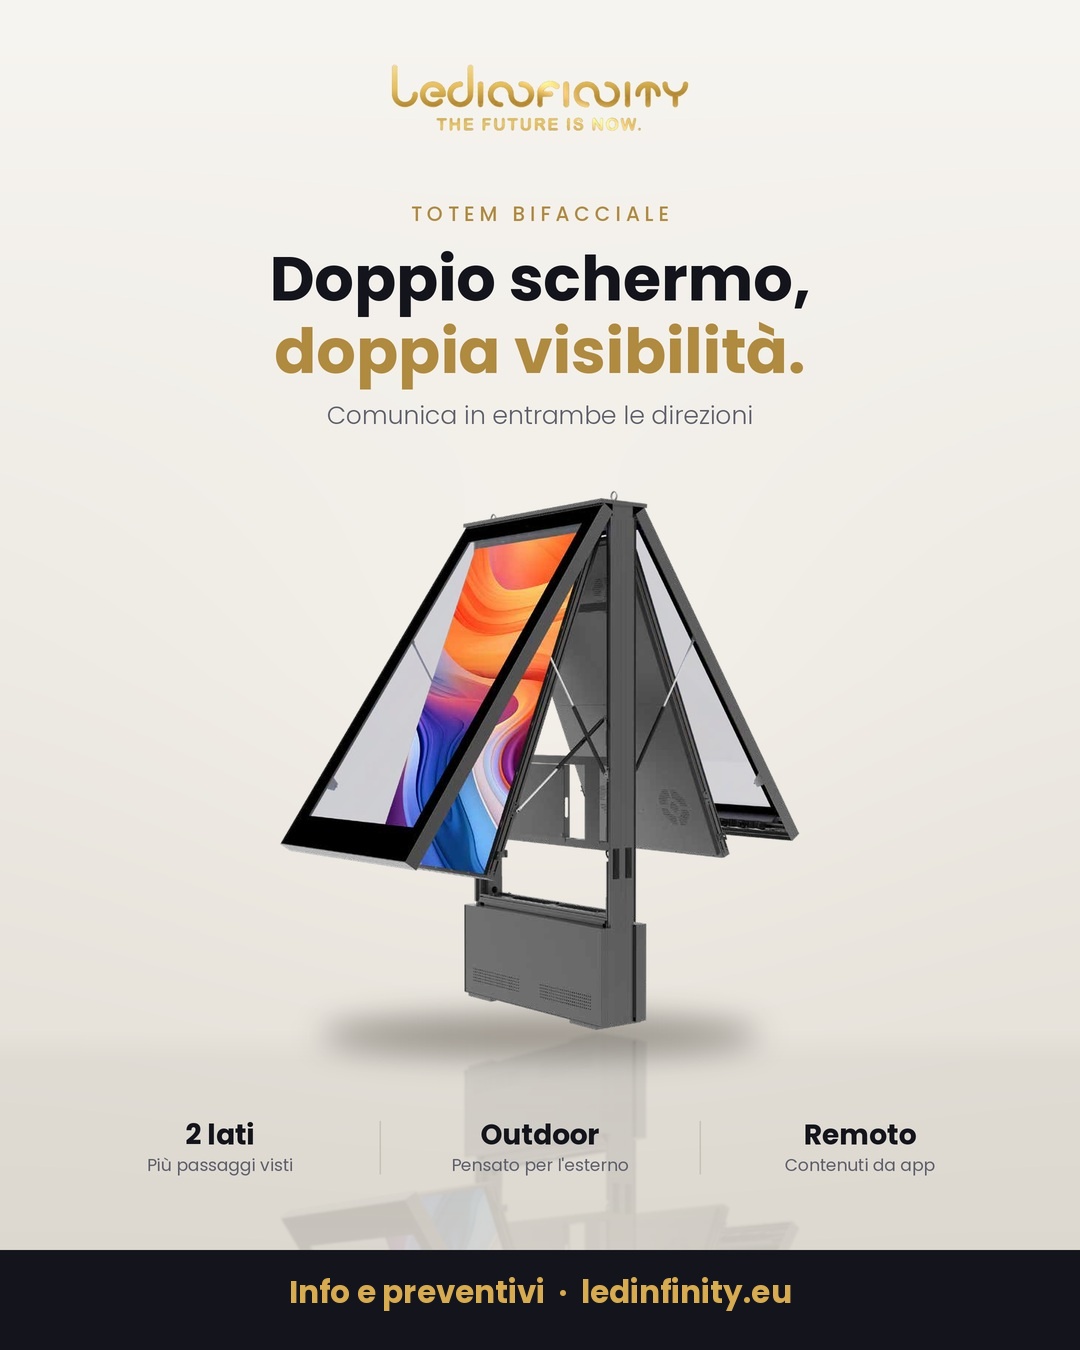 LEDINFINITY
THE FUTURE IS NOW.
TOTEM BIFACCIALE
Doppio schermo,
doppia visibilità.
Comunica in entrambe le direzioni
2 lati
Più passaggi visti
Outdoor
Pensato per l'esterno
Remoto
Contenuti da app
Info e preventivi · ledinfinity.eu